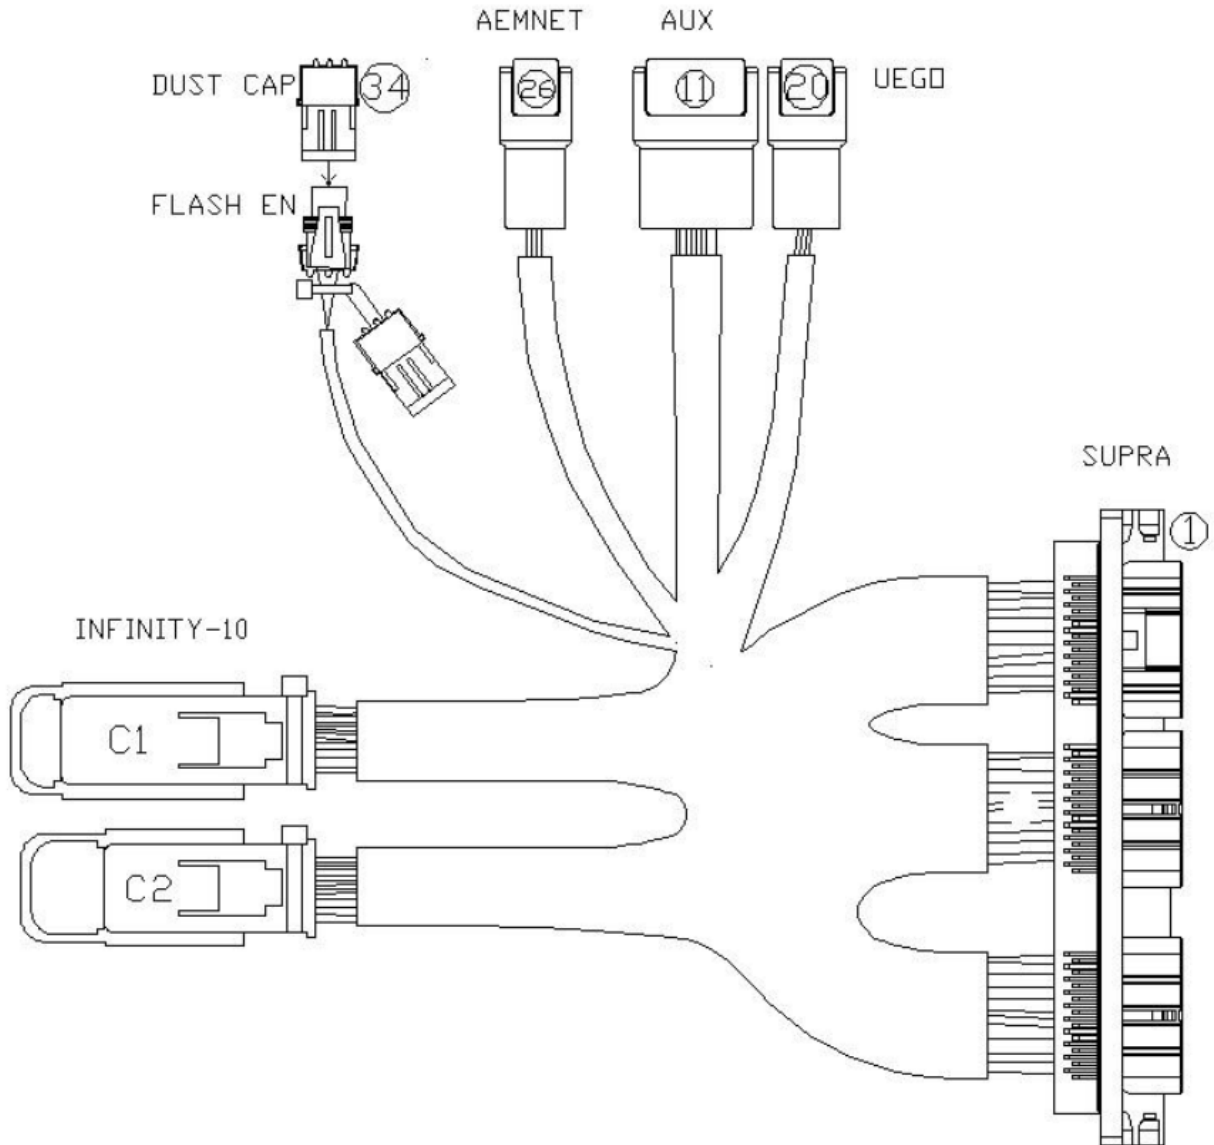 AEMNET AUX
DUST CAP 34 26 11 20 UEGO
FLASH EN
SUPRA
1
INFINITY-10
C1
C2